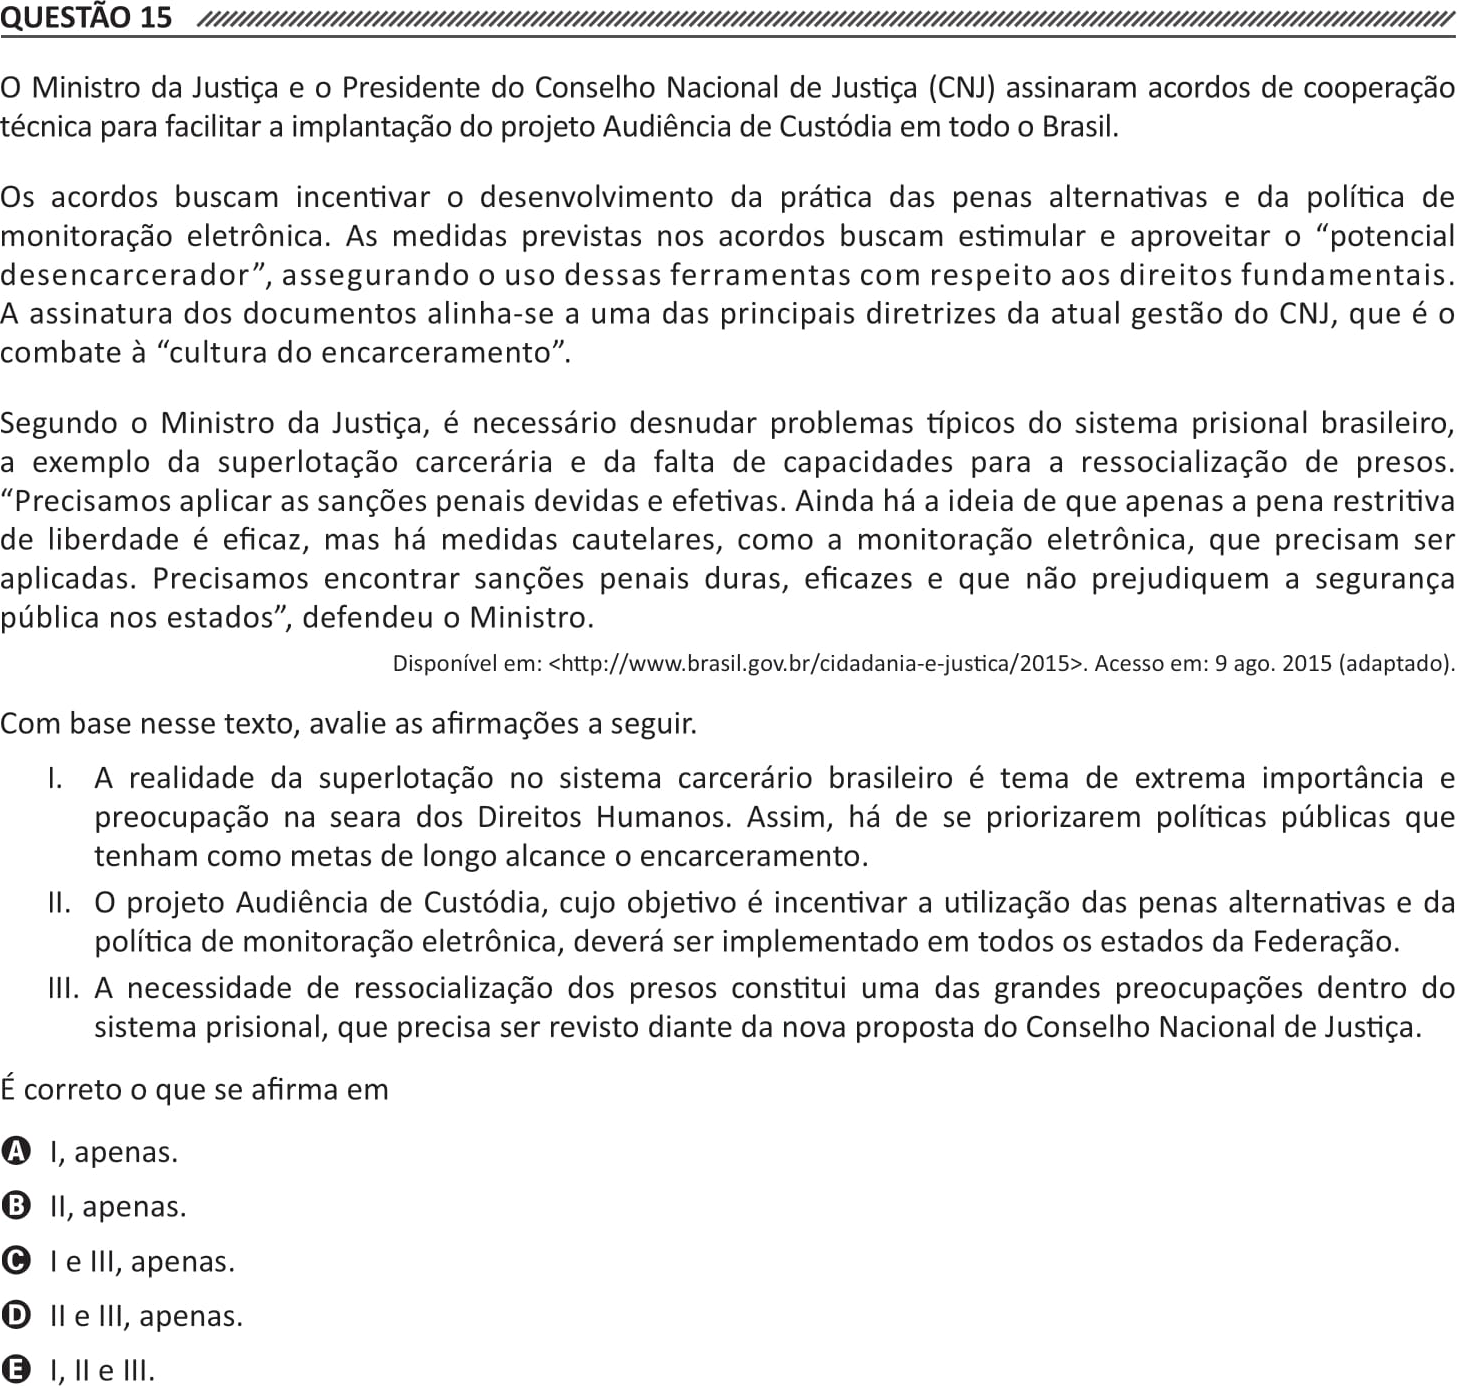 QUESTÃO 15
O Ministro da Justiça e o Presidente do Conselho Nacional de Justiça (CNJ) assinaram acordos de cooperação
técnica para facilitar a implantação do projeto Audiência de Custódia em todo o Brasil.
Os acordos buscam incentivar o desenvolvimento da prática das penas alternativas e da política de
monitoração eletrônica. As medidas previstas nos acordos buscam estimular e aproveitar o “potencial
desencarcerador”, assegurando o uso dessas ferramentas com respeito aos direitos fundamentais.
A assinatura dos documentos alinha-se a uma das principais diretrizes da atual gestão do CNJ, que é o
combate à “cultura do encarceramento”.
Segundo o Ministro da Justiça, é necessário desnudar problemas típicos do sistema prisional brasileiro,
a exemplo da superlotação carcerária e da falta de capacidades para a ressocialização de presos.
“Precisamos aplicar as sanções penais devidas e efetivas. Ainda há a ideia de que apenas a pena restritiva
de liberdade é eficaz, mas há medidas cautelares, como a monitoração eletrônica, que precisam ser
aplicadas. Precisamos encontrar sanções penais duras, eficazes e que não prejudiquem a segurança
pública nos estados”, defendeu o Ministro.
Disponível em: <http://www.brasil.gov.br/cidadania-e-justica/2015>. Acesso em: 9 ago. 2015 (adaptado).
Com base nesse texto, avalie as afirmações a seguir.
I. A realidade da superlotação no sistema carcerário brasileiro é tema de extrema importância e
preocupação na seara dos Direitos Humanos. Assim, há de se priorizarem políticas públicas que
tenham como metas de longo alcance o encarceramento.
II. O projeto Audiência de Custódia, cujo objetivo é incentivar a utilização das penas alternativas e da
política de monitoração eletrônica, deverá ser implementado em todos os estados da Federação.
III. A necessidade de ressocialização dos presos constitui uma das grandes preocupações dentro do
sistema prisional, que precisa ser revisto diante da nova proposta do Conselho Nacional de Justiça.
É correto o que se afirma em
A I, apenas.
B II, apenas.
C I e III, apenas.
D II e III, apenas.
E I, II e III.